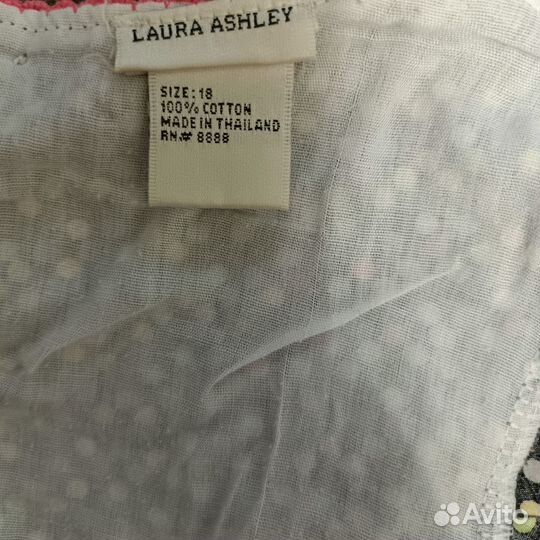 LAURA ASHLEY
SIZE: 18
100% COTTON
MADE IN THAILAND
RN# 8888
Avito